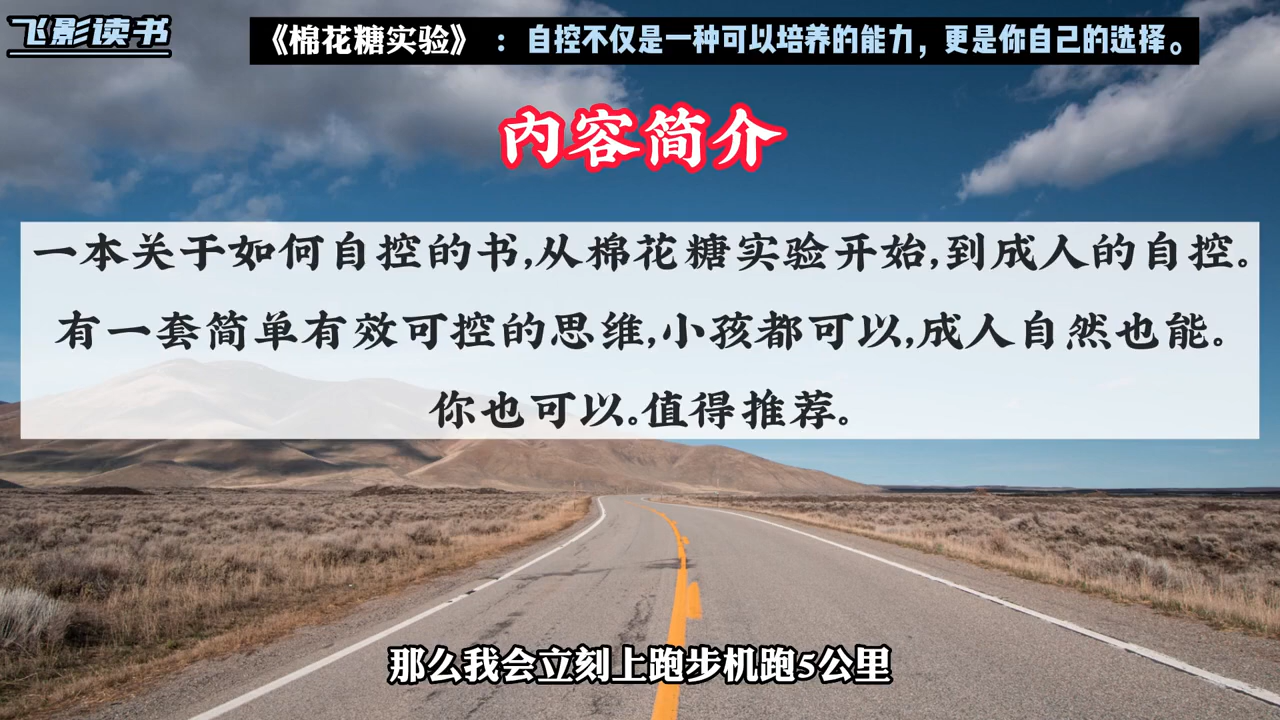 飞影读书
《棉花糖实验》 ：自控不仅是一种可以培养的能力，更是你自己的选择。
内容简介
一本关于如何自控的书,从棉花糖实验开始,到成人的自控。
有一套简单有效可控的思维,小孩都可以,成人自然也能。
你也可以。值得推荐。
那么我会立刻上跑步机跑5公里